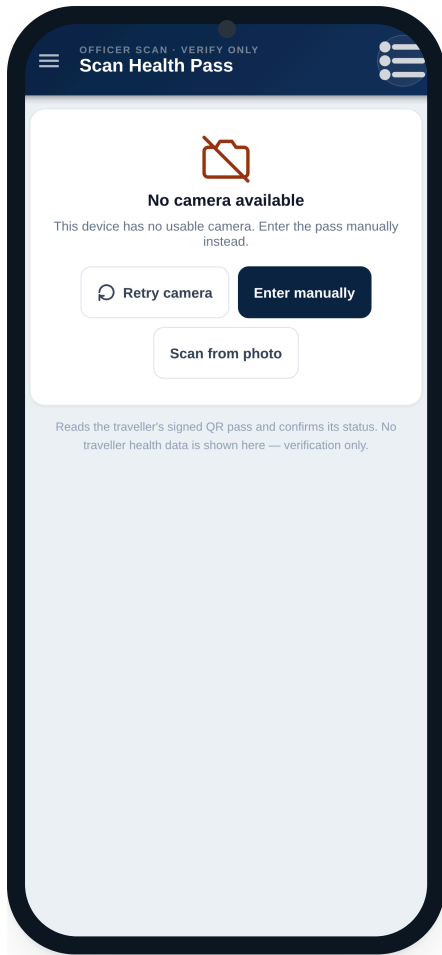 OFFICER SCAN · VERIFY ONLY
Scan Health Pass
No camera available
This device has no usable camera. Enter the pass manually
instead.
Retry camera
Enter manually
Scan from photo
Reads the traveller's signed QR pass and confirms its status. No
traveller health data is shown here — verification only.